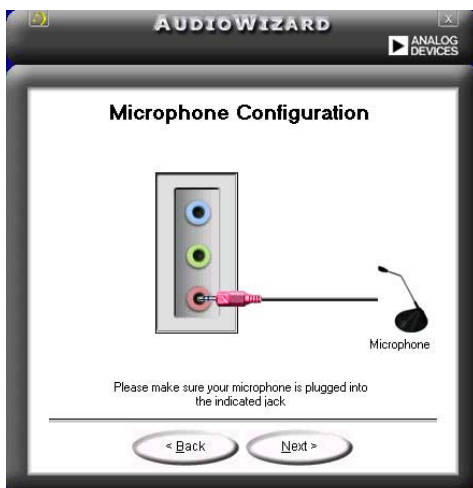 AUDIOWIZARD
X
ANALOG
DEVICES
Microphone Configuration
Microphone
Please make sure your microphone is plugged into
the indicated jack
< Back
Next >